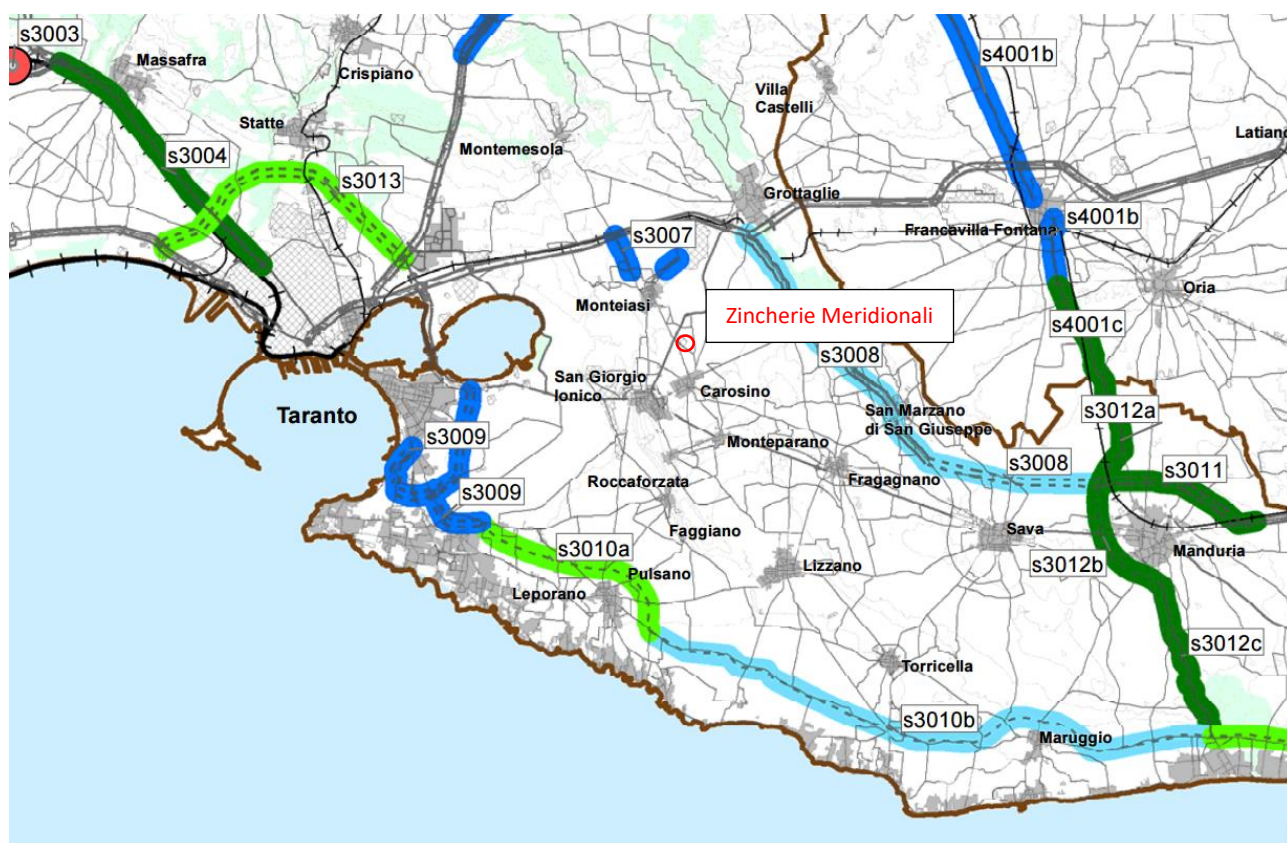 s3003
Massafra
Crispiano
s4001b
Villa
Castelli
Statte
Latiano
s3004
Montemesola
s3013
Grottaglie
s4001b
s3007
Francavilla Fontana
Monteiasi
Oria
Zincherie Meridionali
s4001c
s3008
San Giorgio
Ionico
Carosino
Taranto
s3012a
San Marzano
di San Giuseppe
s3009
Monteparano
s3008
s3011
Roccaforzata
Fragagnano
s3009
Faggiano
Sava
Manduria
s3010a
Lizzano
s3012b
Pulsano
Leporano
s3012c
Torricella
s3010b
Maruggio